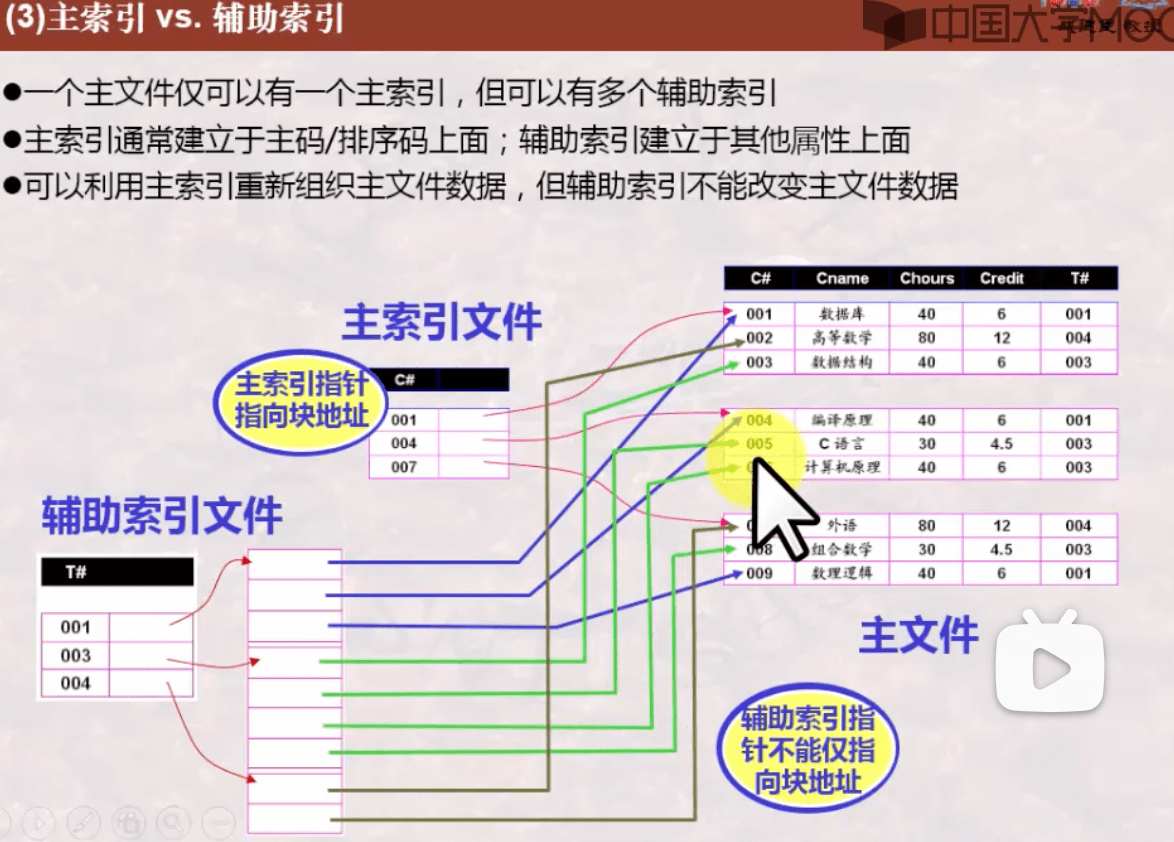 (3)主索引 vs. 辅助索引
中国大学MOOC
●一个主文件仅可以有一个主索引，但可以有多个辅助索引
●主索引通常建立于主码/排序码上面；辅助索引建立于其他属性上面
●可以利用主索引重新组织主文件数据，但辅助索引不能改变主文件数据
主索引文件
主索引指针
指向块地址
C#
001
004
007
C# Cname Chours Credit T#
001 数据库 40 6 001
002 高等数学 80 12 004
003 数据结构 40 6 003
004 编译原理 40 6 001
005 C 语言 30 4.5 003
计算机原理 40 6 003
外语 80 12 004
008 组合数学 30 4.5 003
009 数理逻辑 40 6 001
主文件
辅助索引文件
T#
001
003
004
辅助索引指
针不能仅指
向块地址